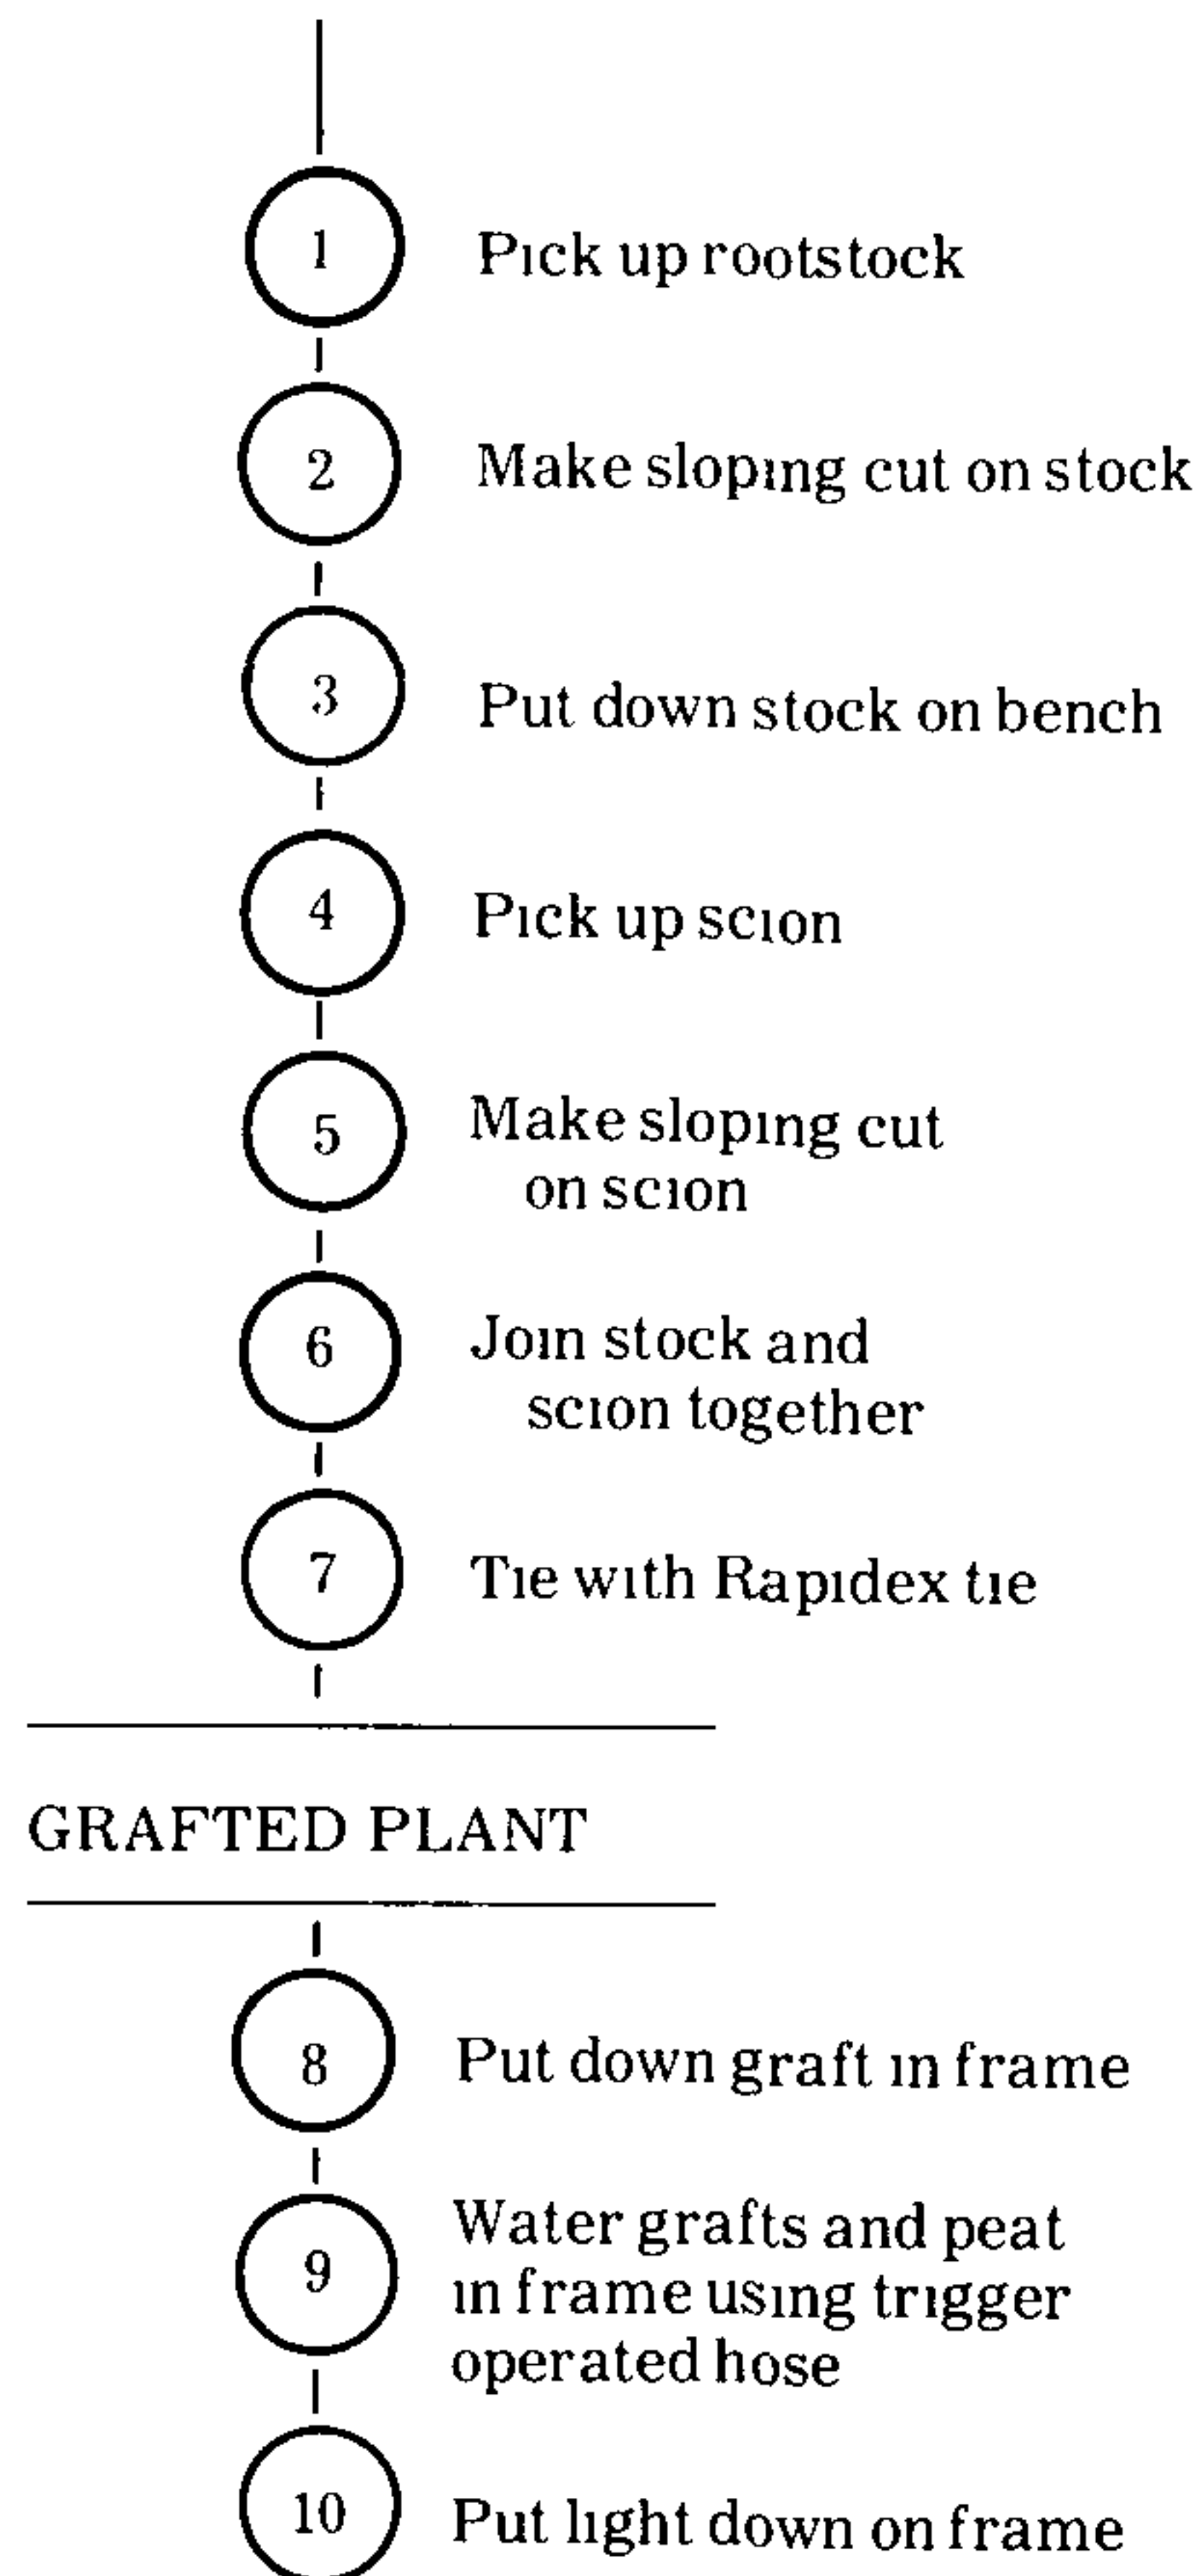 1 Pick up rootstock
2 Make sloping cut on stock
3 Put down stock on bench
4 Pick up scion
5 Make sloping cut
on scion
6 Join stock and
scion together
7 Tie with Rapidex tie
GRAFTED PLANT
8 Put down graft in frame
9 Water grafts and peat
in frame using trigger
operated hose
10 Put light down on frame